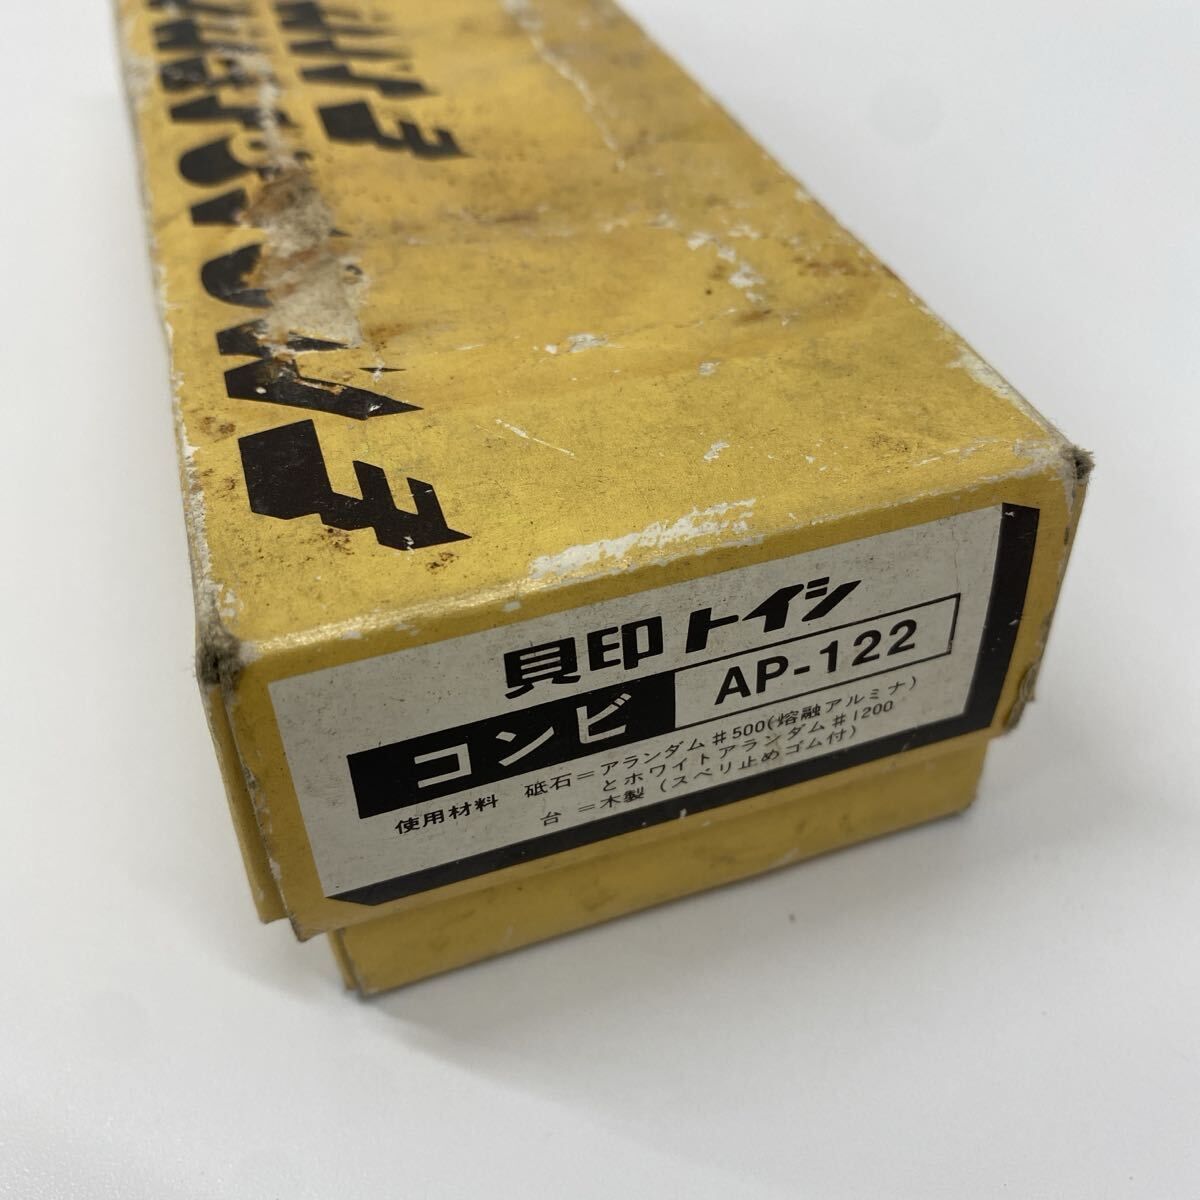 貝印トイシ
コンビ AP-122
使用材料 砥石=アランダム#500(熔融アルミナ)
とホワイトアランダム#1200
台=木製(スベリ止めゴム付)